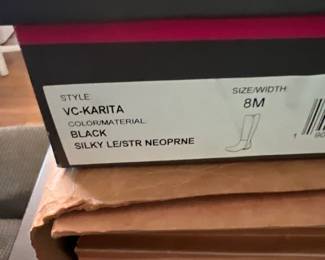 STYLE:
SIZE/WIDTH:
VC-KARITA
8M
COLOR/MATERIAL:
BLACK
SILKY LE/STR NEOPRNE